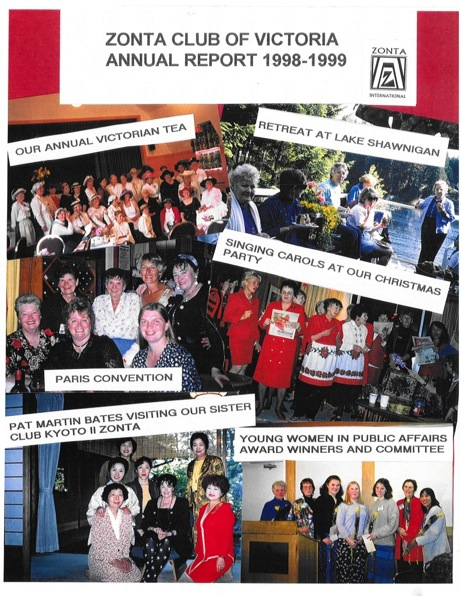 ZONTA CLUB OF VICTORIA
ANNUAL REPORT 1998-1999
ZONTA
INTERNATIONAL
OUR ANNUAL VICTORIAN TEA
RETREAT AT LAKE SHAWNIGAN
SINGING CAROLS AT OUR CHRISTMAS
PARTY
PARIS CONVENTION
PAT MARTIN BATES VISITING OUR SISTER
CLUB KYOTO II ZONTA
YOUNG WOMEN IN PUBLIC AFFAIRS
AWARD WINNERS AND COMMITTEE